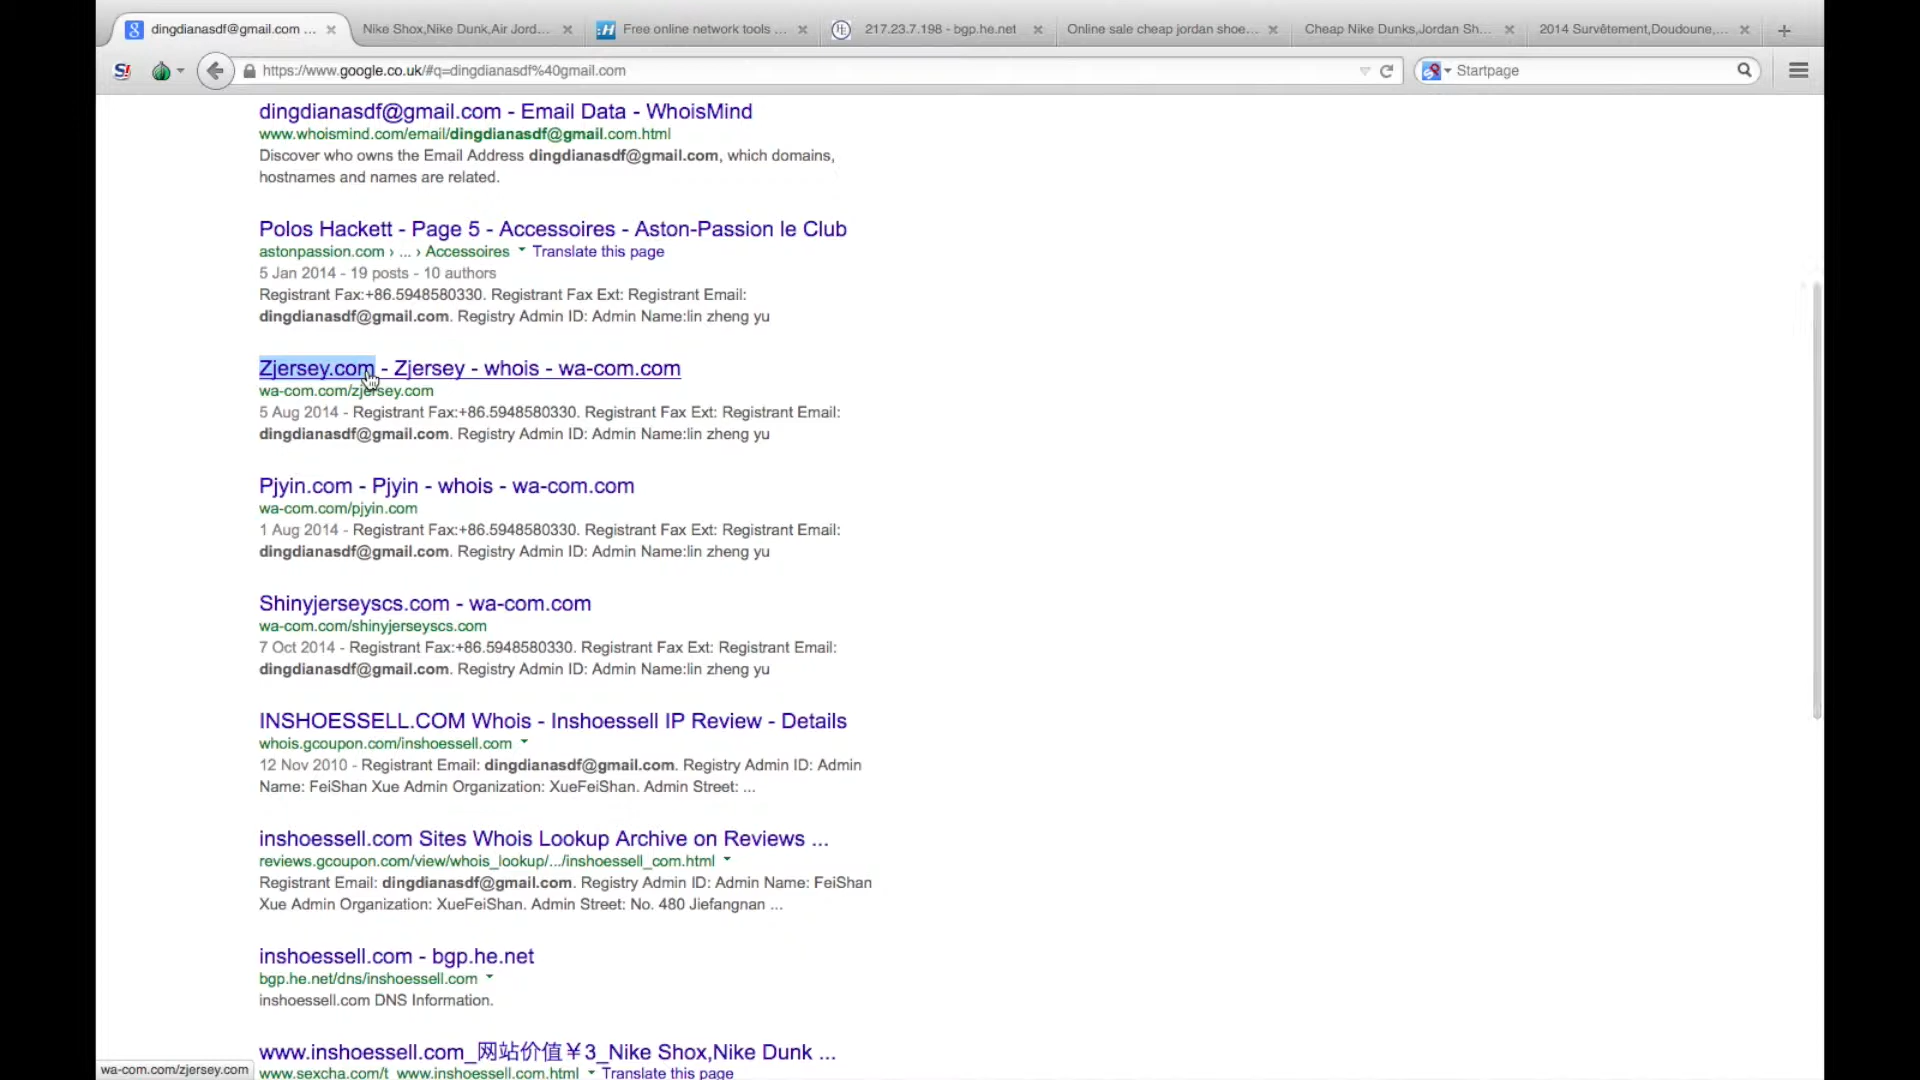 dingdianasdf@gmail.com ...
Nike Shox,Nike Dunk,Air Jord...
Free online network tools ...
217.23.7.198 - bgp.he.net
Online sale cheap jordan shoe...
Cheap Nike Dunks,Jordan Sh...
2014 Survêtement,Doudoune,...
https://www.google.co.uk/#q=dingdianasdf%40gmail.com
Startpage
dingdianasdf@gmail.com - Email Data - WhoisMind
www.whoismind.com/email/dingdianasdf@gmail.com.html
Discover who owns the Email Address dingdianasdf@gmail.com, which domains,
hostnames and names are related.
Polos Hackett - Page 5 - Accessoires - Aston-Passion le Club
astonpassion.com › ... › Accessoires Translate this page
5 Jan 2014 - 19 posts - 10 authors
Registrant Fax:+86.5948580330. Registrant Fax Ext: Registrant Email:
dingdianasdf@gmail.com. Registry Admin ID: Admin Name:lin zheng yu
Zjersey.com - Zjersey - whois - wa-com.com
wa-com.com/zjersey.com
5 Aug 2014 - Registrant Fax:+86.5948580330. Registrant Fax Ext: Registrant Email:
dingdianasdf@gmail.com. Registry Admin ID: Admin Name:lin zheng yu
Pjyin.com - Pjyin - whois - wa-com.com
wa-com.com/pjyin.com
1 Aug 2014 - Registrant Fax:+86.5948580330. Registrant Fax Ext: Registrant Email:
dingdianasdf@gmail.com. Registry Admin ID: Admin Name:lin zheng yu
Shinyjerseyscs.com - wa-com.com
wa-com.com/shinyjerseyscs.com
7 Oct 2014 - Registrant Fax:+86.5948580330. Registrant Fax Ext: Registrant Email:
dingdianasdf@gmail.com. Registry Admin ID: Admin Name:lin zheng yu
INSHOESSELL.COM Whois - Inshoessell IP Review - Details
whois.gcoupon.com/inshoessell.com
12 Nov 2010 - Registrant Email: dingdianasdf@gmail.com. Registry Admin ID: Admin
Name: FeiShan Xue Admin Organization: XueFeiShan. Admin Street: ...
inshoessell.com Sites Whois Lookup Archive on Reviews ...
reviews.gcoupon.com/view/whois_lookup/.../inshoessell_com.html
Registrant Email: dingdianasdf@gmail.com. Registry Admin ID: Admin Name: FeiShan
Xue Admin Organization: XueFeiShan. Admin Street: No. 480 Jiefangnan ...
inshoessell.com - bgp.he.net
bgp.he.net/dns/inshoessell.com
inshoessell.com DNS Information.
www.inshoessell.com_网站价值￥3_Nike Shox,Nike Dunk ...
www.sexcha.com/t_www.inshoessell.com.html Translate this page
wa-com.com/zjersey.com